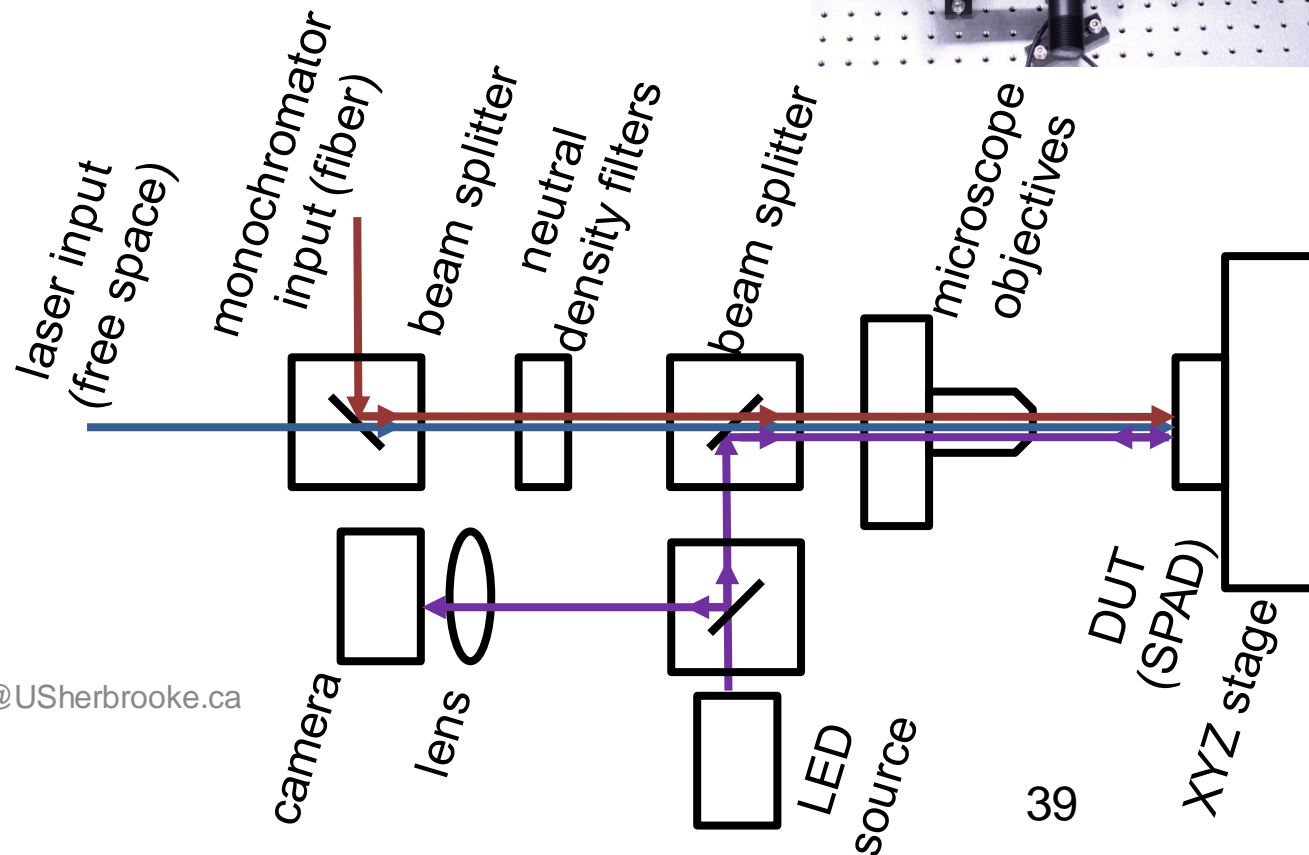 laser input
(free space)
monochromator
input (fiber)
beam splitter
neutral
density filters
beam splitter
microscope
objectives
camera
lens
LED
source
DUT
(SPAD)
XYZ stage
@USherbrooke.ca
39